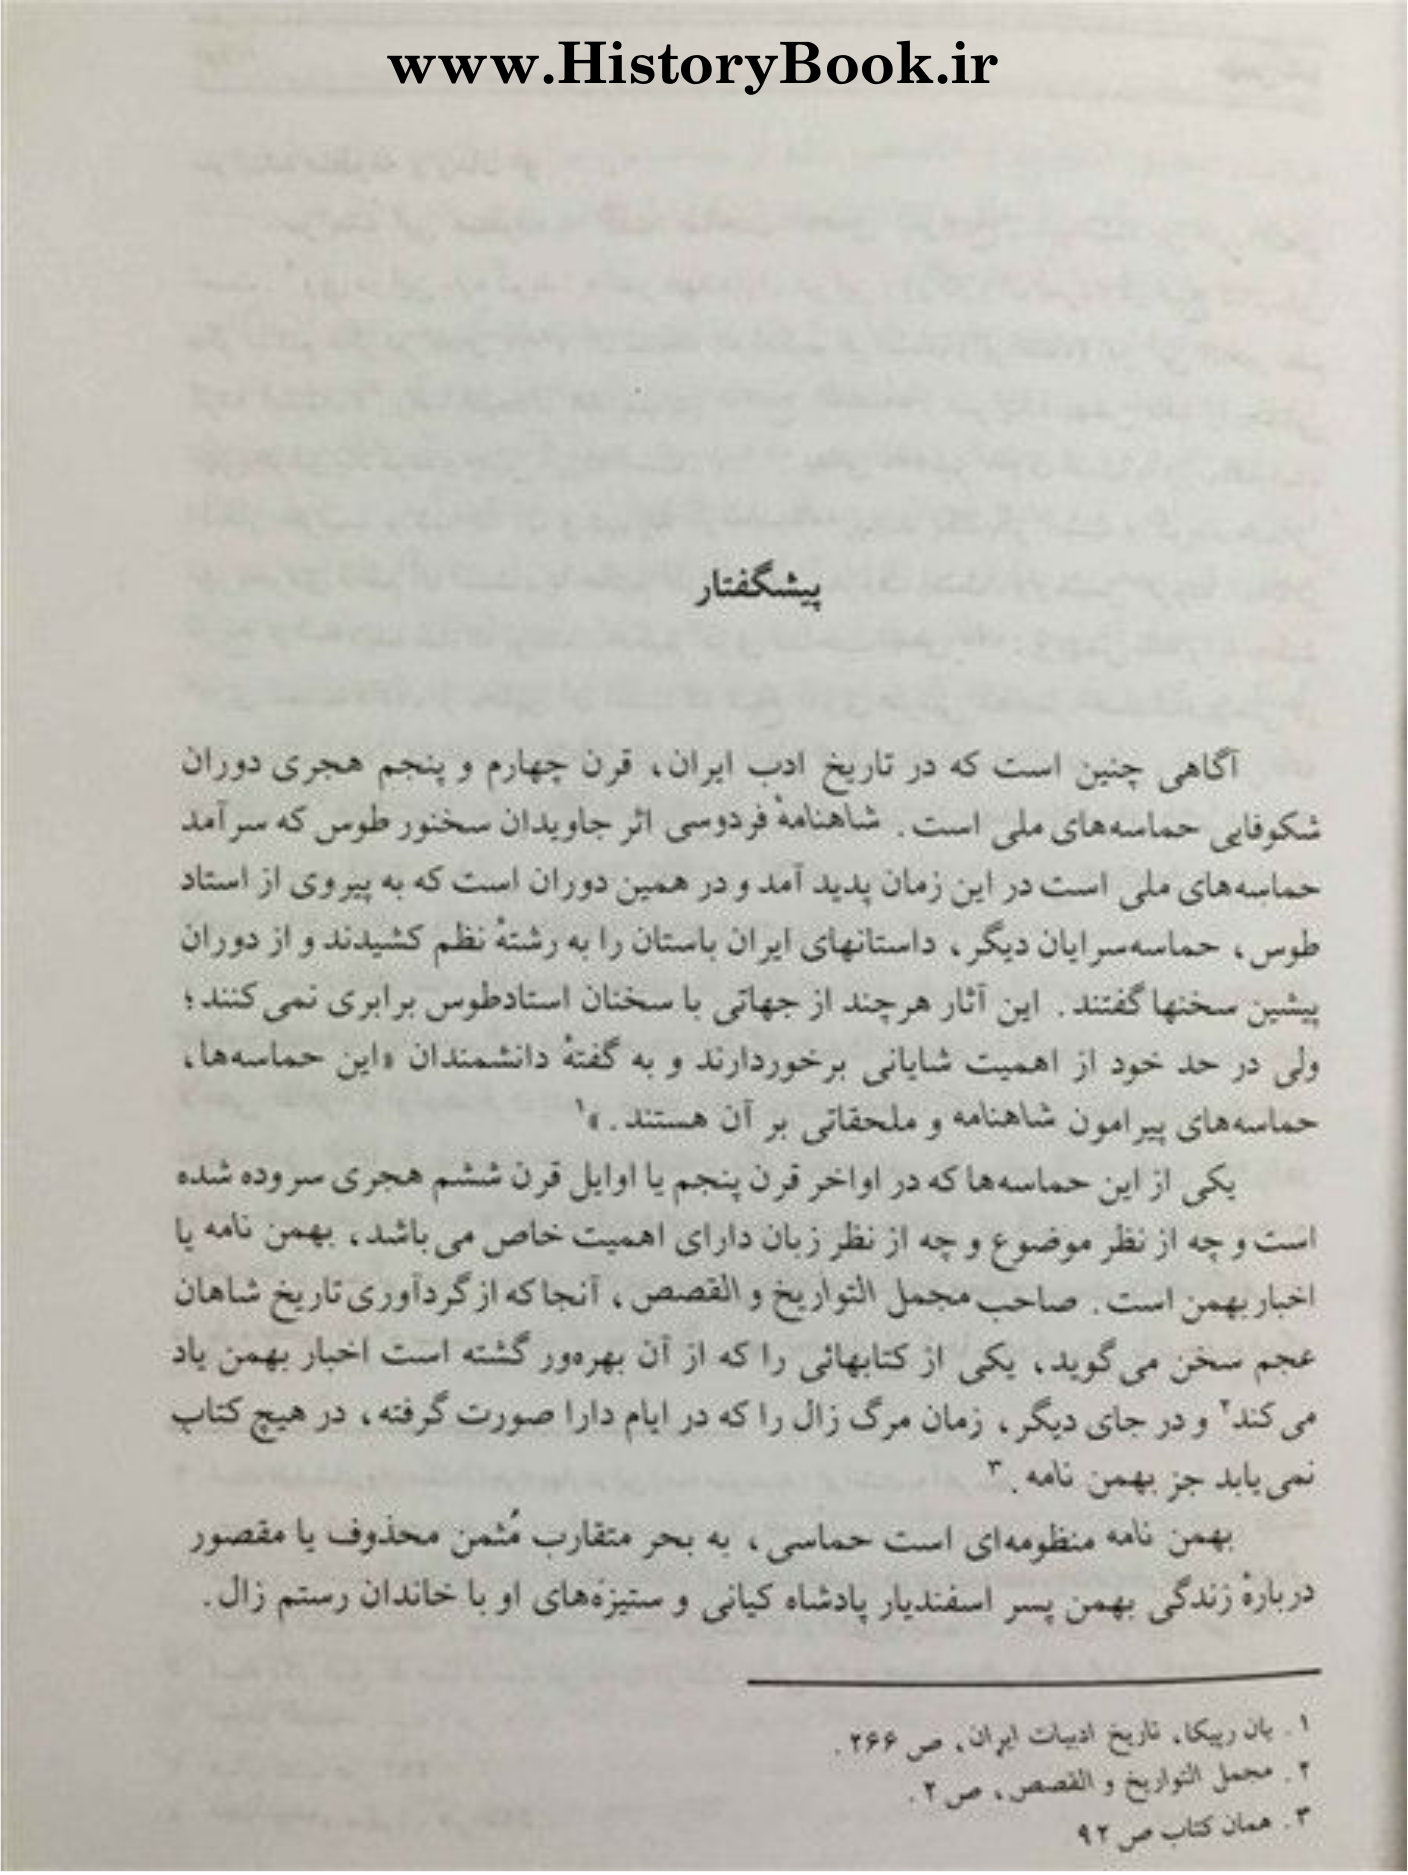 www.HistoryBook.ir
پیشگفتار
آگاهی چنین است که در تاریخ ادب ایران، قرن چهارم و پنجم هجری دوران
شکوفایی حماسه‌های ملی است. شاهنامهٔ فردوسی اثر جاویدان سخنور طوس که سرآمد
حماسه‌های ملی است در این زمان پدید آمد و در همین دوران است که به پیروی از استاد
طوس، حماسه‌سرایان دیگر، داستانهای ایران باستان را به رشتهٔ نظم کشیدند و از دوران
پیشین سخنها گفتند. این آثار هرچند از جهاتی با سخنان استادطوس برابری نمی‌کنند؛
ولی در حد خود از اهمیت شایانی برخوردارند و به گفتهٔ دانشمندان «این حماسه‌ها،
حماسه‌های پیرامون شاهنامه و ملحقاتی بر آن هستند.»۱
یکی از این حماسه‌ها که در اواخر قرن پنجم یا اوایل قرن ششم هجری سروده شده
است و چه از نظر موضوع و چه از نظر زبان دارای اهمیت خاص می‌باشد، بهمن نامه یا
اخبار بهمن است. صاحب مجمل التواریخ و القصص، آنجا که از گردآوری تاریخ شاهان
عجم سخن می‌گوید، یکی از کتابهائی را که از آن بهره‌ور گشته است اخبار بهمن یاد
می‌کند۲ و در جای دیگر، زمان مرگ زال را که در ایام دارا صورت گرفته، در هیچ کتاب
نمی‌یابد جز بهمن نامه.۳
بهمن نامه منظومه‌ای است حماسی، به بحر متقارب مُثمن محذوف یا مقصور
دربارهٔ زندگی بهمن پسر اسفندیار پادشاه کیانی و ستیزه‌های او با خاندان رستم زال.
۱. یان ریپکا، تاریخ ادبیات ایران، ص ۲۶۶.
۲. مجمل التواریخ و القصص، ص ۲.
۳. همان کتاب ص ۹۲